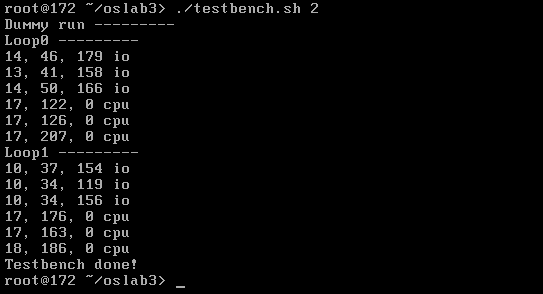 root@172 ~/oslab3> ./testbench.sh 2
Dummy run ---------
Loop0 ---------
14, 46, 179 io
13, 41, 158 io
14, 50, 166 io
17, 122, 0 cpu
17, 126, 0 cpu
17, 207, 0 cpu
Loop1 ---------
10, 37, 154 io
10, 34, 119 io
10, 34, 156 io
17, 176, 0 cpu
17, 163, 0 cpu
18, 186, 0 cpu
Testbench done!
root@172 ~/oslab3> _